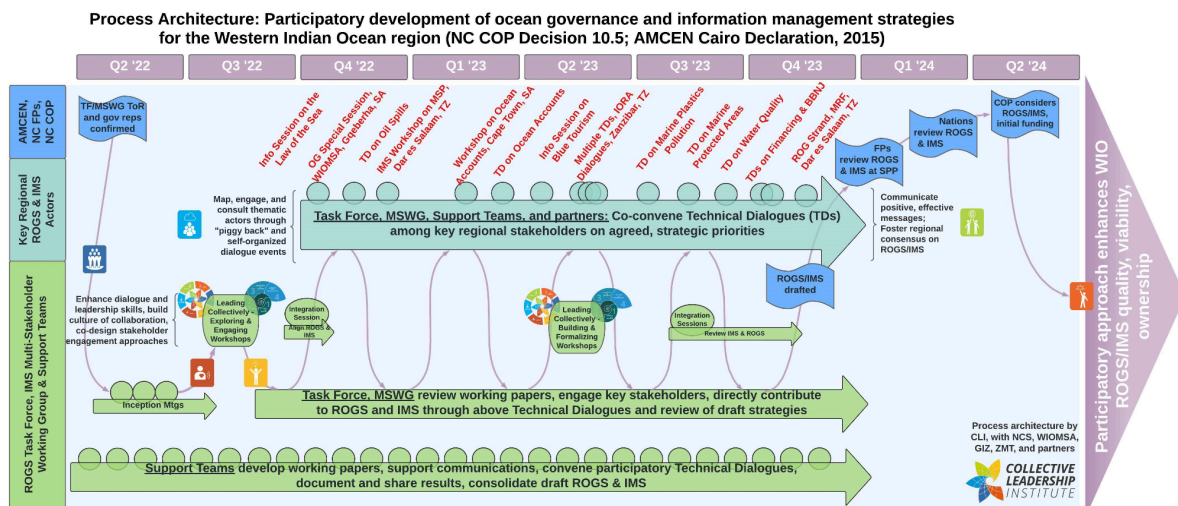 Process Architecture: Participatory development of ocean governance and information management strategies
for the Western Indian Ocean region (NC COP Decision 10.5; AMCEN Cairo Declaration, 2015)
Q2 '22
Q3 '22
Q4 '22
Q1 '23
Q2 '23
Q3 '23
Q4 '23
Q1 '24
Q2 '24
AMCEN,
NC FPs,
NC COP
TF/MSWG ToR
and gov reps
confirmed
Info Session on the
Law of the Sea
OG Special Session,
WIOMSA, Gqeberha, SA
TD on Oil Spills
IMS Workshop on MSP,
Dar es Salaam, TZ
Workshop on Ocean
Accounts, Cape Town, SA
TD on Ocean Accounts
Info Session on
Blue Tourism
Multiple TDs, IORA
Dialogues, Zanzibar, TZ
TD on Marine Plastics
Pollution
TD on Marine
Protected Areas
TD on Water Quality
TDs on Financing & BBNJ
ROG Strand, MRF,
Dar es Salaam, TZ
FPs
review ROGS
& IMS at SPP
Nations
review ROGS
& IMS
COP considers
ROGS/IMS,
initial funding
Key Regional
ROGS & IMS
Actors
Map, engage, and
consult thematic
actors through
"piggy back" and
self-organized
dialogue events
Task Force, MSWG, Support Teams, and partners: Co-convene Technical Dialogues (TDs)
among key regional stakeholders on agreed, strategic priorities
Communicate
positive, effective
messages;
Foster regional
consensus on
ROGS/IMS
ROGS/IMS
drafted
ROGS Task Force, IMS Multi-Stakeholder
Working Group & Support Teams
Enhance dialogue and
leadership skills, build
culture of collaboration,
co-design stakeholder
engagement approaches
Leading
Collectively -
Exploring &
Engaging
Workshops
Integration
Session
Align ROGS &
IMS
Leading
Collectively -
Building &
Formalizing
Workshops
Integration
Sessions
Review IMS & ROGS
Inception Mtgs
Task Force, MSWG review working papers, engage key stakeholders, directly contribute
to ROGS and IMS through above Technical Dialogues and review of draft strategies
Support Teams develop working papers, support communications, convene participatory Technical Dialogues,
document and share results, consolidate draft ROGS & IMS
Process architecture by
CLI, with NCS, WIOMSA,
GIZ, ZMT, and partners
COLLECTIVE
LEADERSHIP
INSTITUTE
Participatory approach enhances WIO
ROGS/IMS quality, viability,
ownership